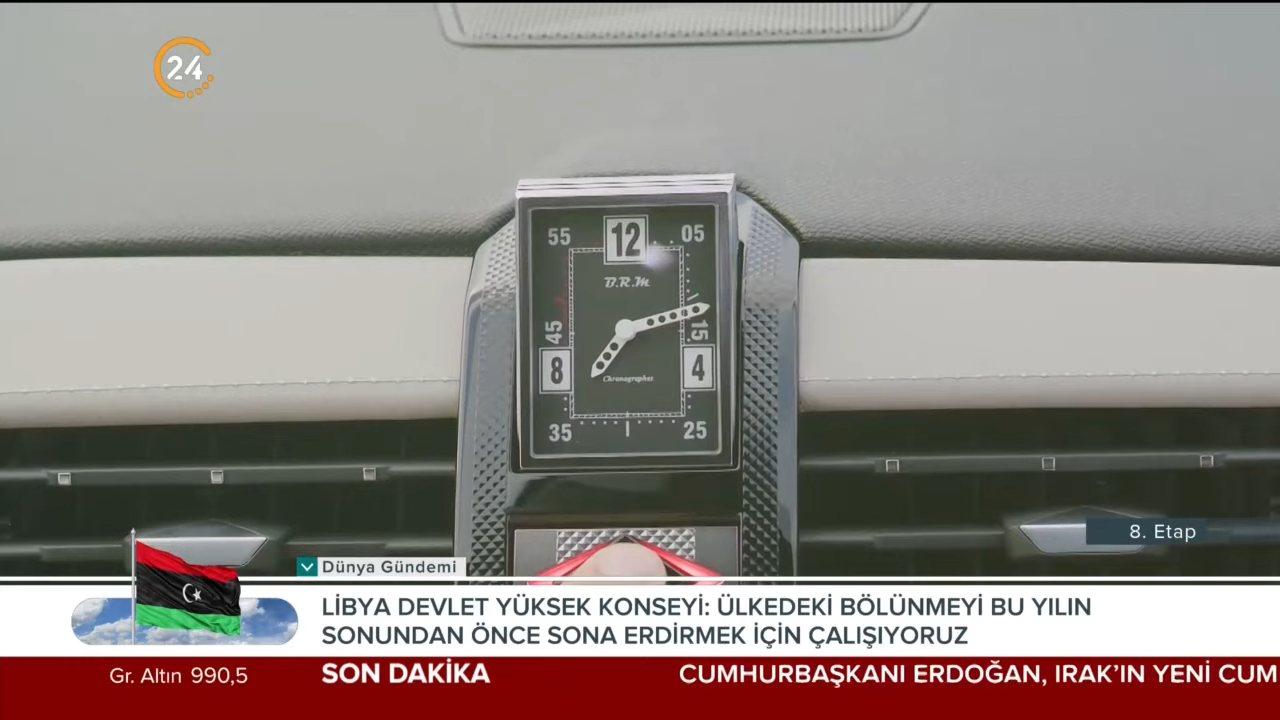 24
55
12
05
B.R.M
45
15
8
4
Chronographes
35
25
8. Etap
Dünya Gündemi
LİBYA DEVLET YÜKSEK KONSEYİ: ÜLKEDEKİ BÖLÜNMEYİ BU YILIN
SONUNDAN ÖNCE SONA ERDİRMEK İÇİN ÇALIŞIYORUZ
Gr. Altın 990,5
SON DAKİKA
CUMHURBAŞKANI ERDOĞAN, IRAK'IN YENİ CUM